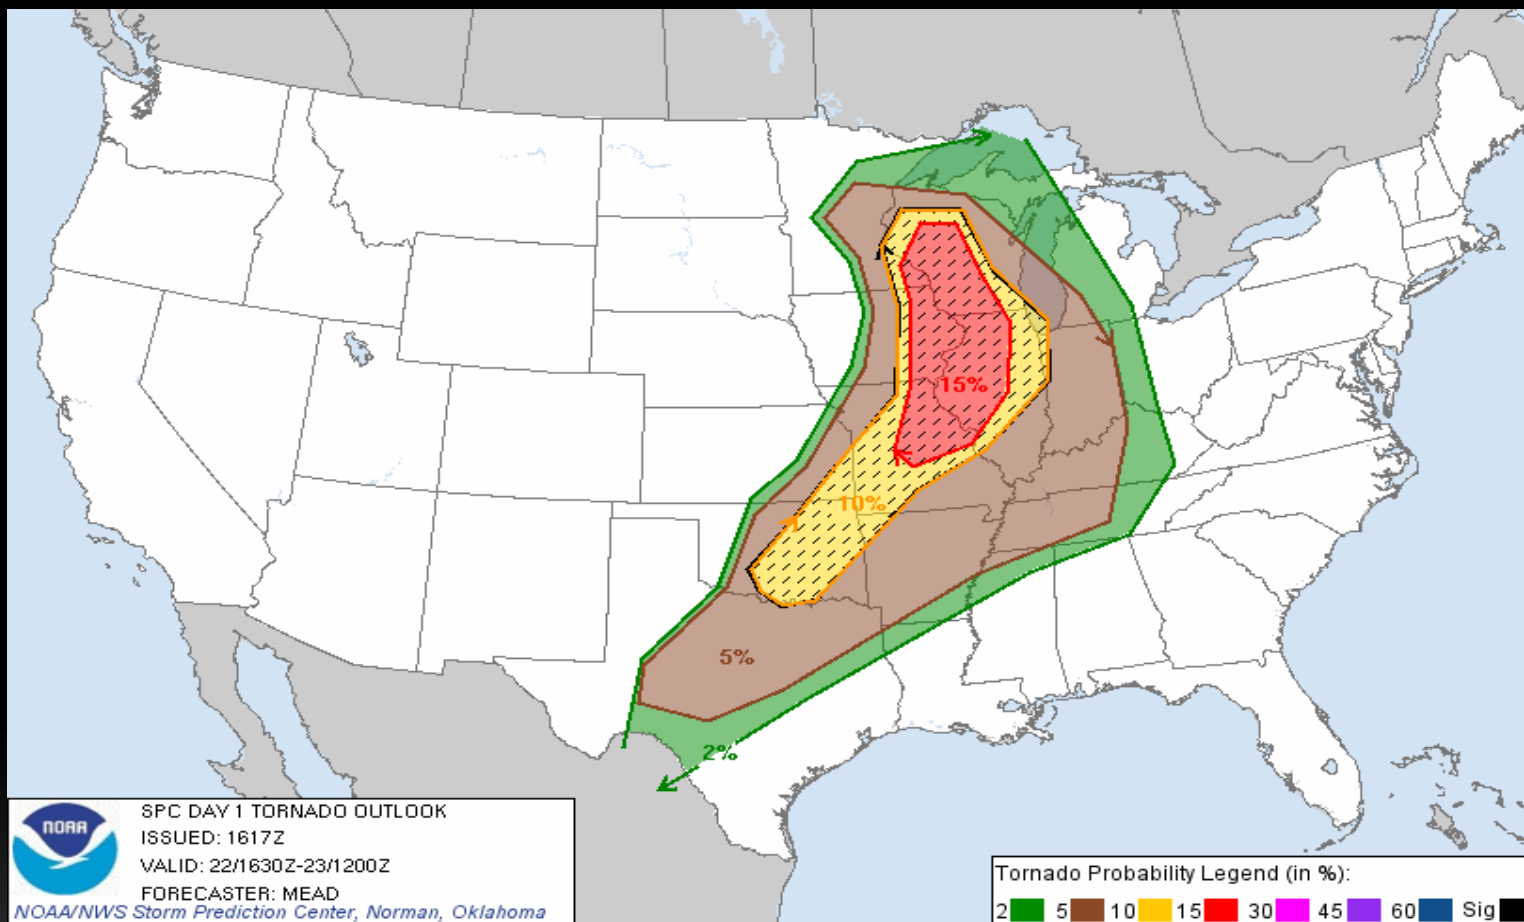 15%
10%
5%
2%
NOAA
SPC DAY 1 TORNADO OUTLOOK
ISSUED: 1617Z
VALID: 22/1630Z-23/1200Z
FORECASTER: MEAD
NOAA/NWS Storm Prediction Center, Norman, Oklahoma
Tornado Probability Legend (in %):
2 5 10 15 30 45 60 Sig